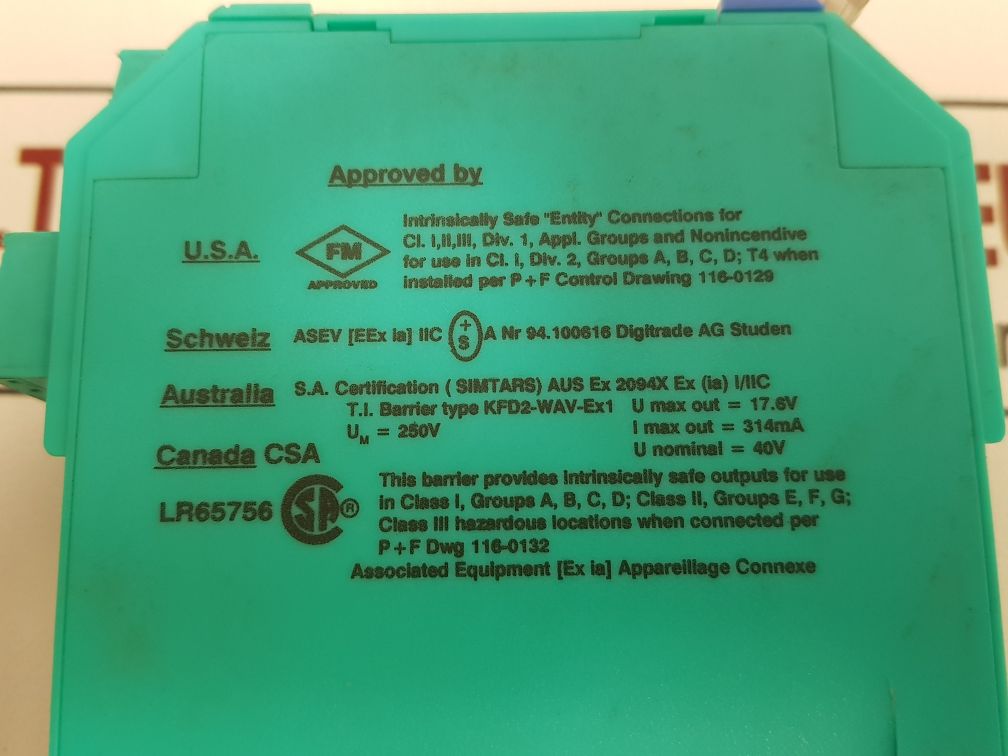 Approved by
U.S.A.
FM
APPROVED
Intrinsically Safe "Entity" Connections for
Cl. I,II,III, Div. 1, Appl. Groups and Nonincendive
for use in Cl. I, Div. 2, Groups A, B, C, D; T4 when
installed per P+F Control Drawing 116-0129
Schweiz ASEV [EEx ia] IIC +S A Nr 94.100616 Digitrade AG Studen
Australia S.A. Certification ( SIMTARS) AUS Ex 2094X Ex (ia) I/IIC
T.I. Barrier type KFD2-WAV-Ex1 U max out = 17.6V
UM = 250V I max out = 314mA
U nominal = 40V
Canada CSA
LR65756 SA®
This barrier provides intrinsically safe outputs for use
in Class I, Groups A, B, C, D; Class II, Groups E, F, G;
Class III hazardous locations when connected per
P+F Dwg 116-0132
Associated Equipment [Ex ia] Appareillage Connexe